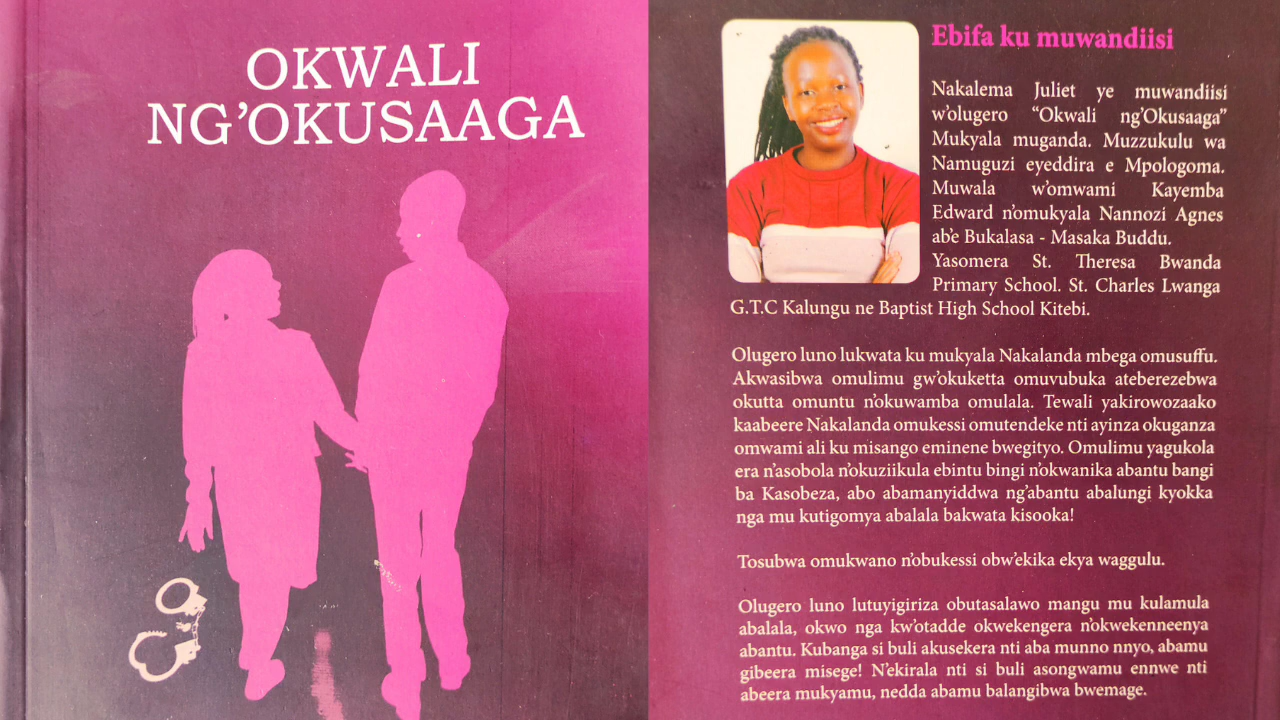 OKWALI
NG'OKUSAAGA
Ebifa ku muwandiisi
Nakalema Juliet ye muwandiisi
w'olugero "Okwali ng'Okusaaga"
Mukyala muganda. Muzzukulu wa
Namuguzi eyeddira e Mpologoma.
Muwala w'omwami Kayemba
Edward n'omukyala Nannozi Agnes
ab'e Bukalasa - Masaka Buddu.
Yasomera St. Theresa Bwanda
Primary School. St. Charles Lwanga
G.T.C Kalungu ne Baptist High School Kitebi.
Olugero luno lukwata ku mukyala Nakalanda mbega omusuffu.
Akwasibwa omulimu gw'okuketta omuvubuka ateberezebwa
okutta omuntu n'okuwamba omulala. Tewali yakirowozaako
kaabeere Nakalanda omukessi omutendeke nti ayinza okuganza
omwami ali ku misango eminene bwegityo. Omulimu yagukola
era n'asobola n'okuziikula ebintu bingi n'okwanika abantu bangi
ba Kasobeza, abo abamanyiddwa ng'abantu abalungi kyokka
nga mu kutigomya abalala bakwata kisooka!
Tosubwa omukwano n'obukessi obw'ekika ekya waggulu.
Olugero luno lutuyigiriza obutasalawo mangu mu kulamula
abalala, okwo nga kw'otadde okwekengera n'okwekenneenya
abantu. Kubanga si buli akusekera nti aba munno nnyo, abamu
gibeera misege! N'ekirala nti si buli asongwamu ennwe nti
abeera mukyamu, nedda abamu balangibwa bwemage.